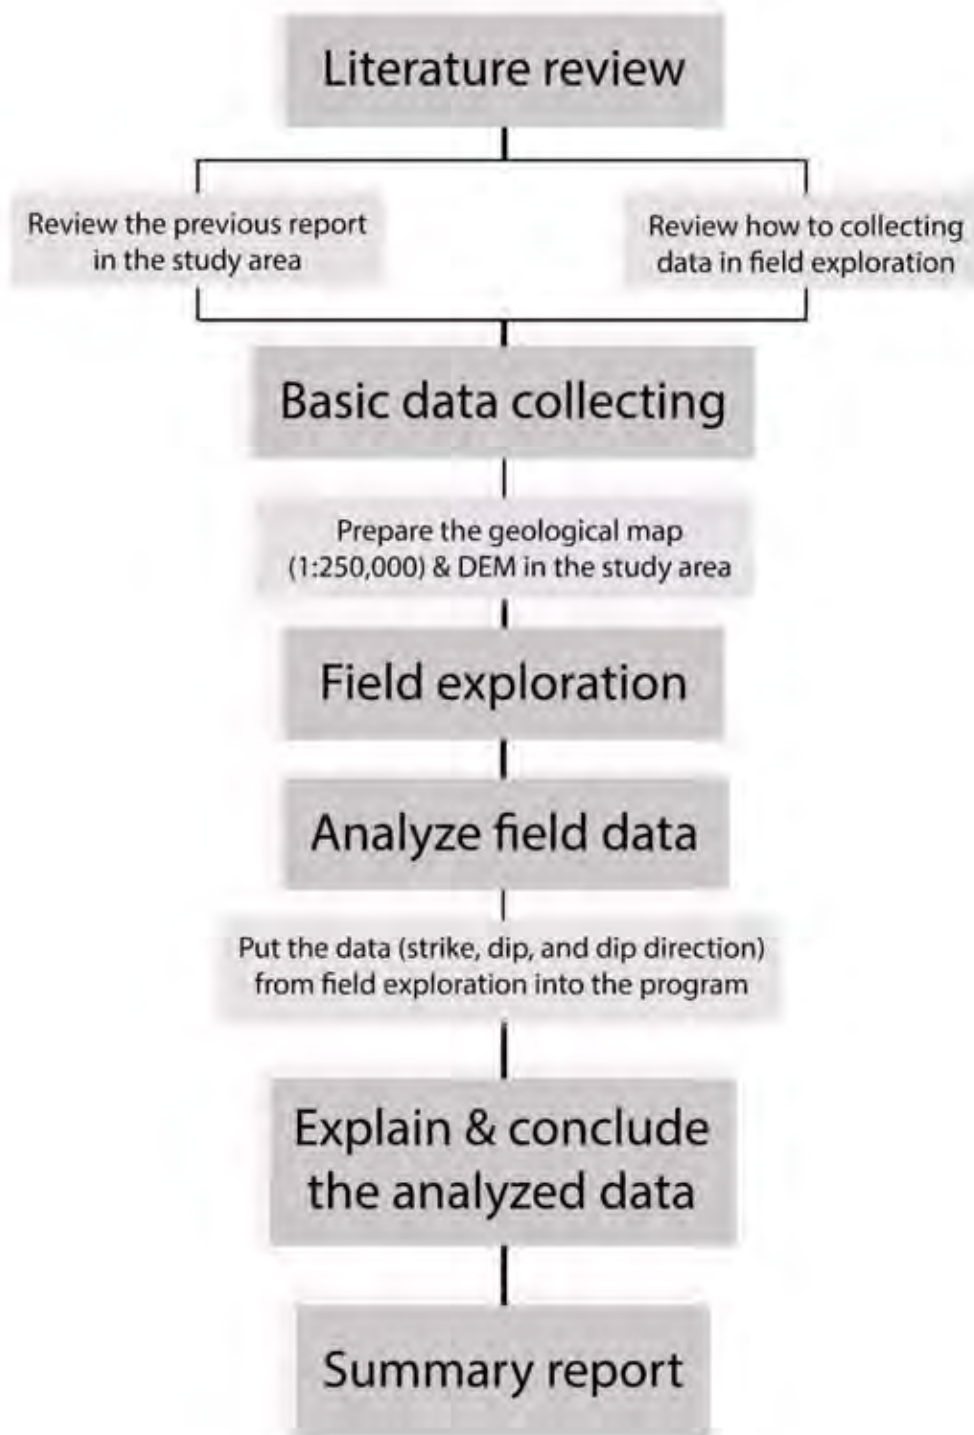 Literature review
Review the previous report
in the study area
Review how to collecting
data in field exploration
Basic data collecting
Prepare the geological map
(1:250,000) & DEM in the study area
Field exploration
Analyze field data
Put the data (strike, dip, and dip direction)
from field exploration into the program
Explain & conclude
the analyzed data
Summary report